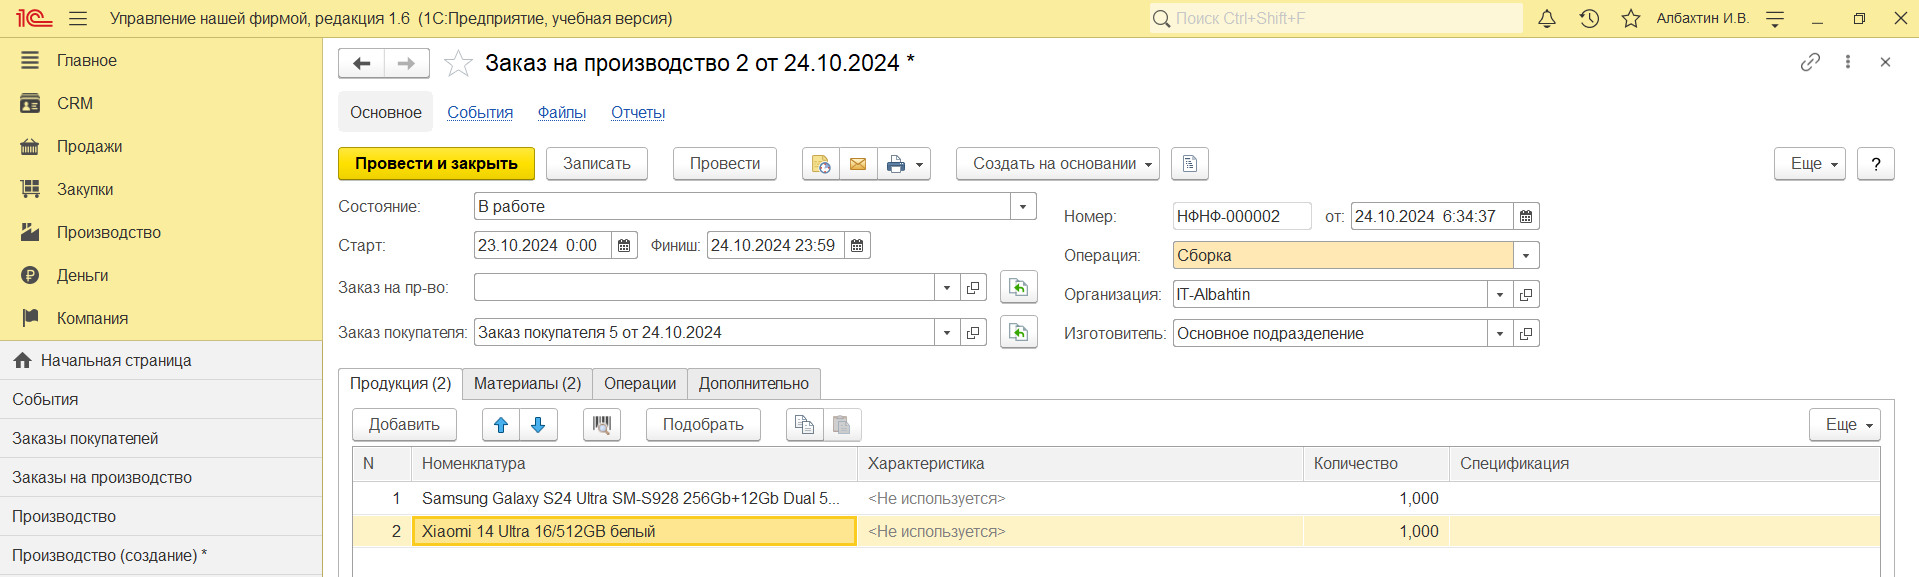 1С Управление нашей фирмой, редакция 1.6 (1С:Предприятие, учебная версия) Поиск Ctrl+Shift+F Албахтин И.В.
Главное
CRM
Продажи
Закупки
Производство
Деньги
Компания
Начальная страница
События
Заказы покупателей
Заказы на производство
Производство
Производство (создание) *
Заказ на производство 2 от 24.10.2024 *
Основное События Файлы Отчеты
Провести и закрыть Записать Провести Создать на основании Еще ?
Состояние: В работе
Номер: НФНФ-000002 от: 24.10.2024 6:34:37
Старт: 23.10.2024 0:00 Финиш: 24.10.2024 23:59
Операция: Сборка
Заказ на пр-во:
Организация: IT-Albahtin
Заказ покупателя: Заказ покупателя 5 от 24.10.2024
Изготовитель: Основное подразделение
Продукция (2) Материалы (2) Операции Дополнительно
Добавить Подобрать Еще
N Номенклатура Характеристика Количество Спецификация
1 Samsung Galaxy S24 Ultra SM-S928 256Gb+12Gb Dual 5... <Не используется> 1,000
2 Xiaomi 14 Ultra 16/512GB белый <Не используется> 1,000